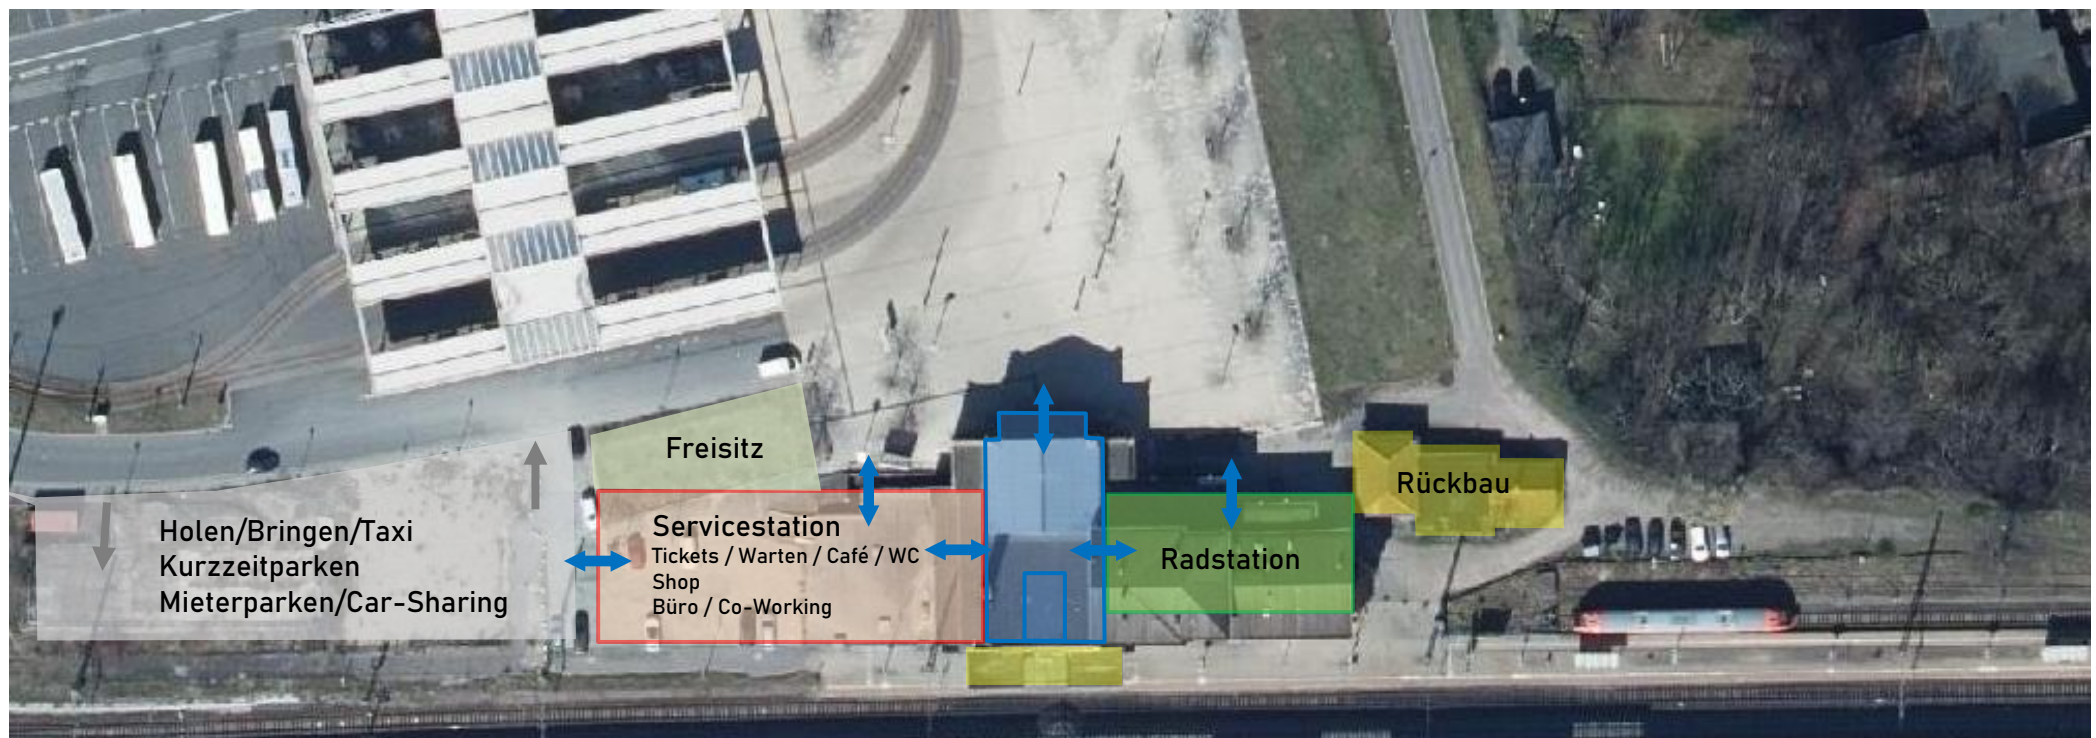 Freisitz
Rückbau
Holen/Bringen/Taxi
Kurzzeitparken
Mieterparken/Car-Sharing
Servicestation
Tickets / Warten / Café / WC
Shop
Büro / Co-Working
Radstation